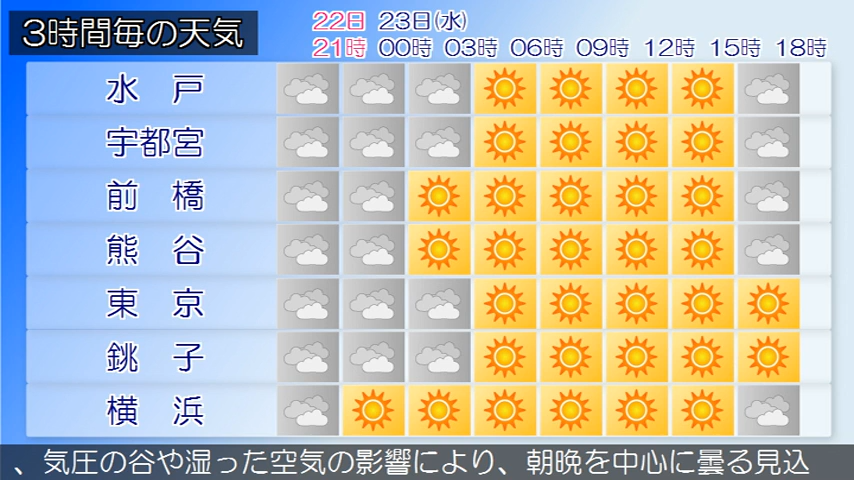 3時間毎の天気
22日 23日(水)
21時 00時 03時 06時 09時 12時 15時 18時
水戸
宇都宮
前橋
熊谷
東京
銚子
横浜
、気圧の谷や湿った空気の影響により、朝晩を中心に曇る見込